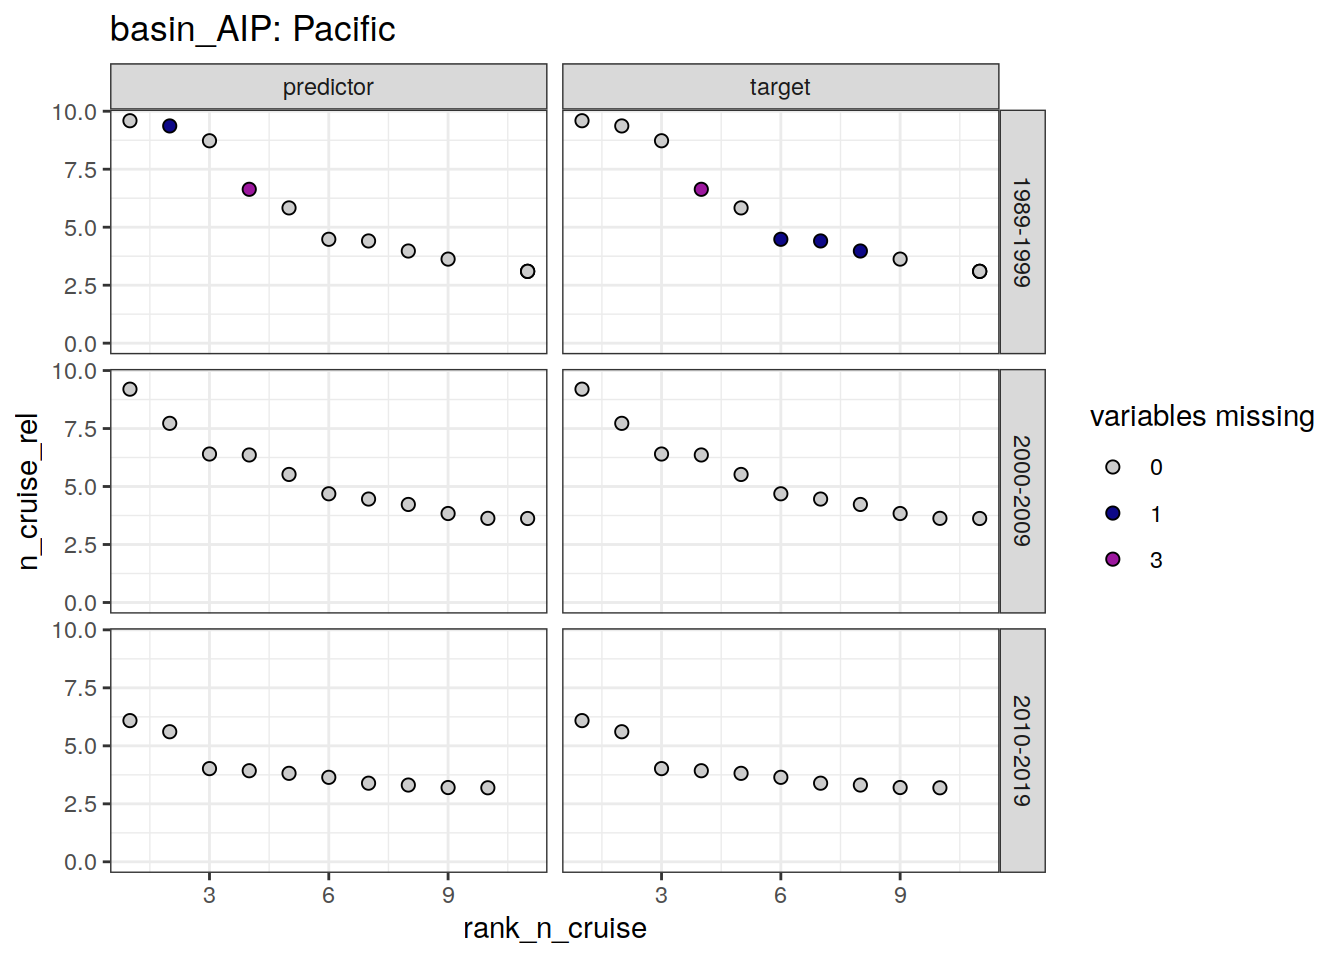 basin_AIP: Pacific
predictor
target
10.0
7.5
5.0
2.5
0.0
1989-1999
10.0
7.5
5.0
2.5
0.0
2000-2009
10.0
7.5
5.0
2.5
0.0
2010-2019
3 6 9
3 6 9
n_cruise_rel
rank_n_cruise
variables missing
0
1
3